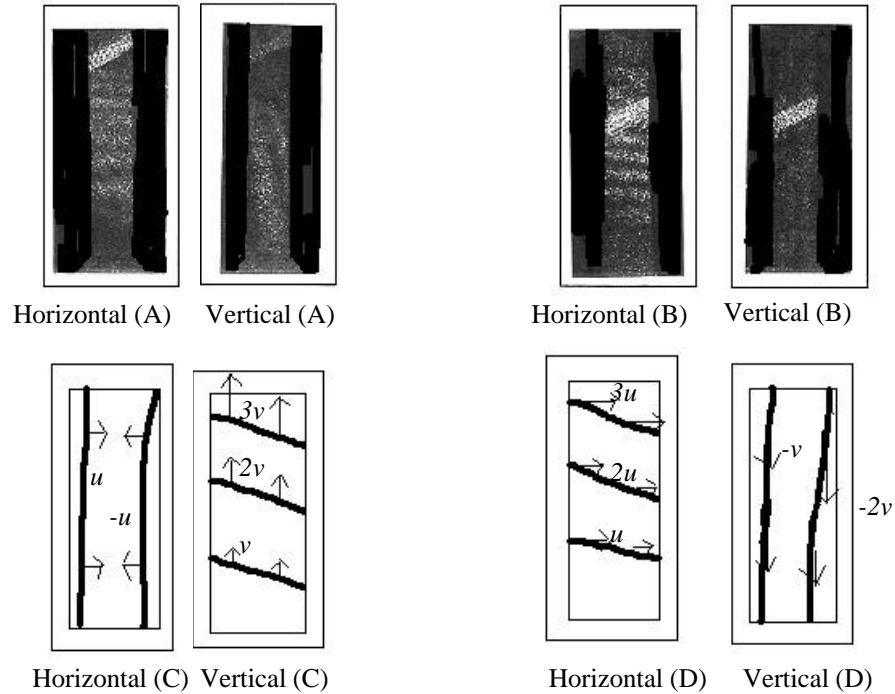 Horizontal (A) Vertical (A) Horizontal (B) Vertical (B)
3v 3u
u 2v 2u -v
-u v u -2v
Horizontal (C) Vertical (C) Horizontal (D) Vertical (D)